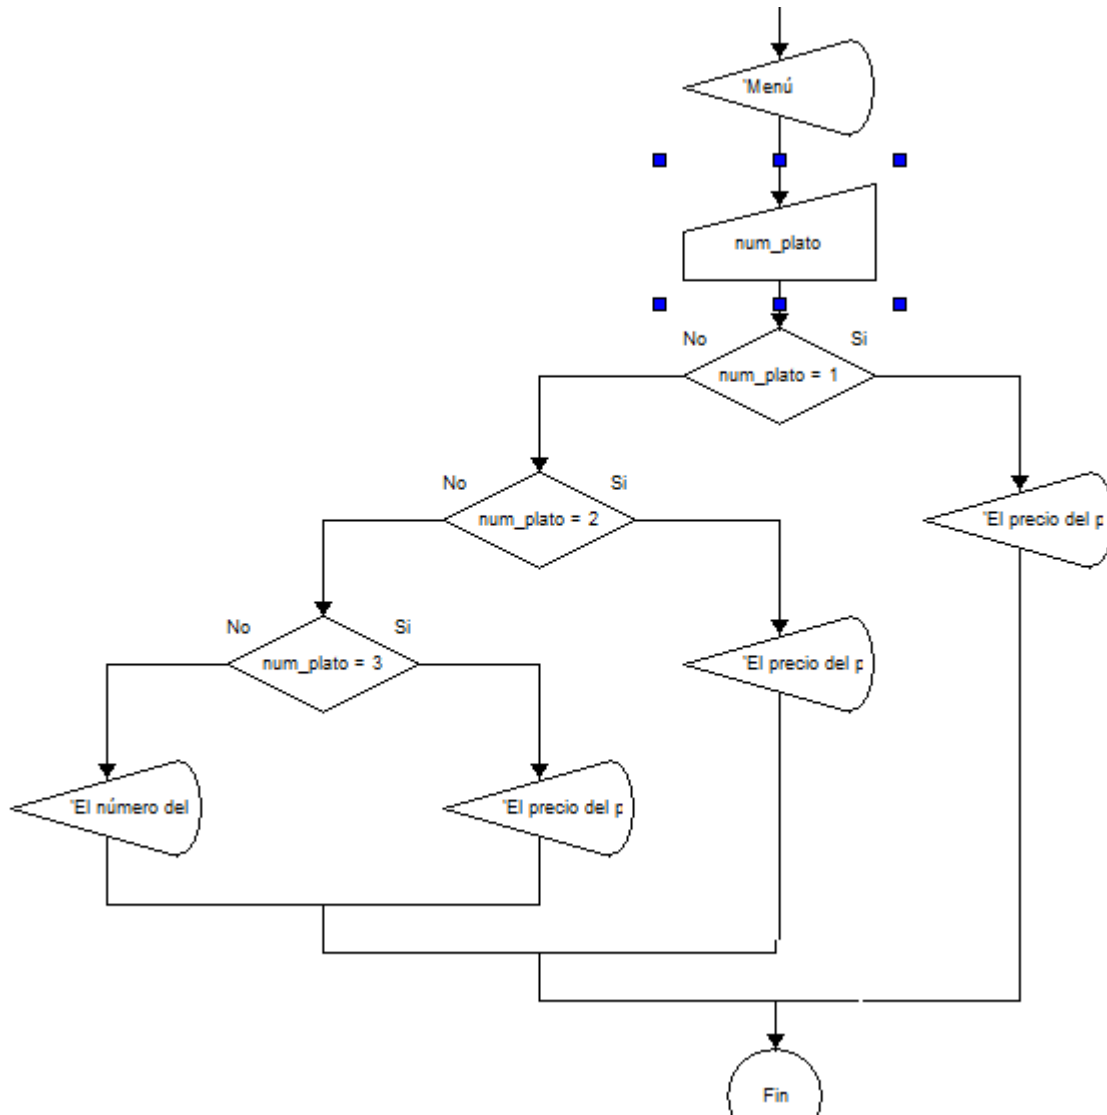 "Menú
num_plato
No
Si
num_plato = 1
No
Si
num_plato = 2
"El precio del p
No
Si
num_plato = 3
"El precio del p
"El número del
"El precio del p
Fin